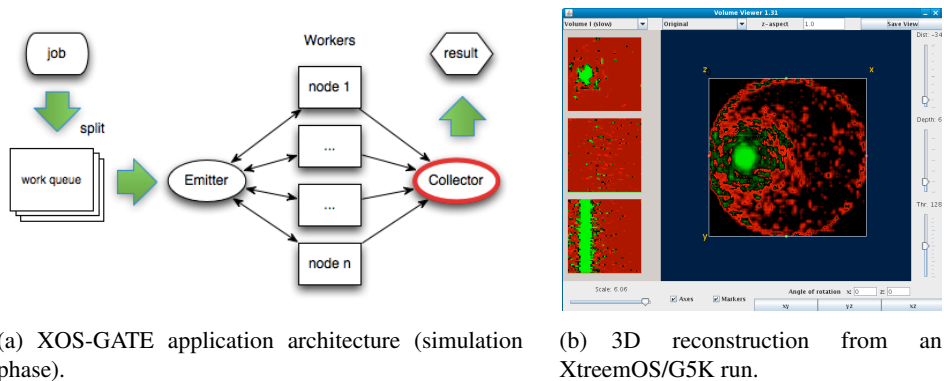 job
split
work queue
Emitter
Workers
node 1
...
...
node n
result
Collector
Volume Viewer 1.31
Volume I (slow)
Original
z-aspect
1.0
Save View
z
x
y
Depth: 6
Thr: 128
Scale: 6.06
Axes
Markers
Angle of rotation x: 0 z: 0
xy
yz
xz
(a) XOS-GATE application architecture (simulation
phase).
(b) 3D reconstruction from an
XtreemOS/G5K run.